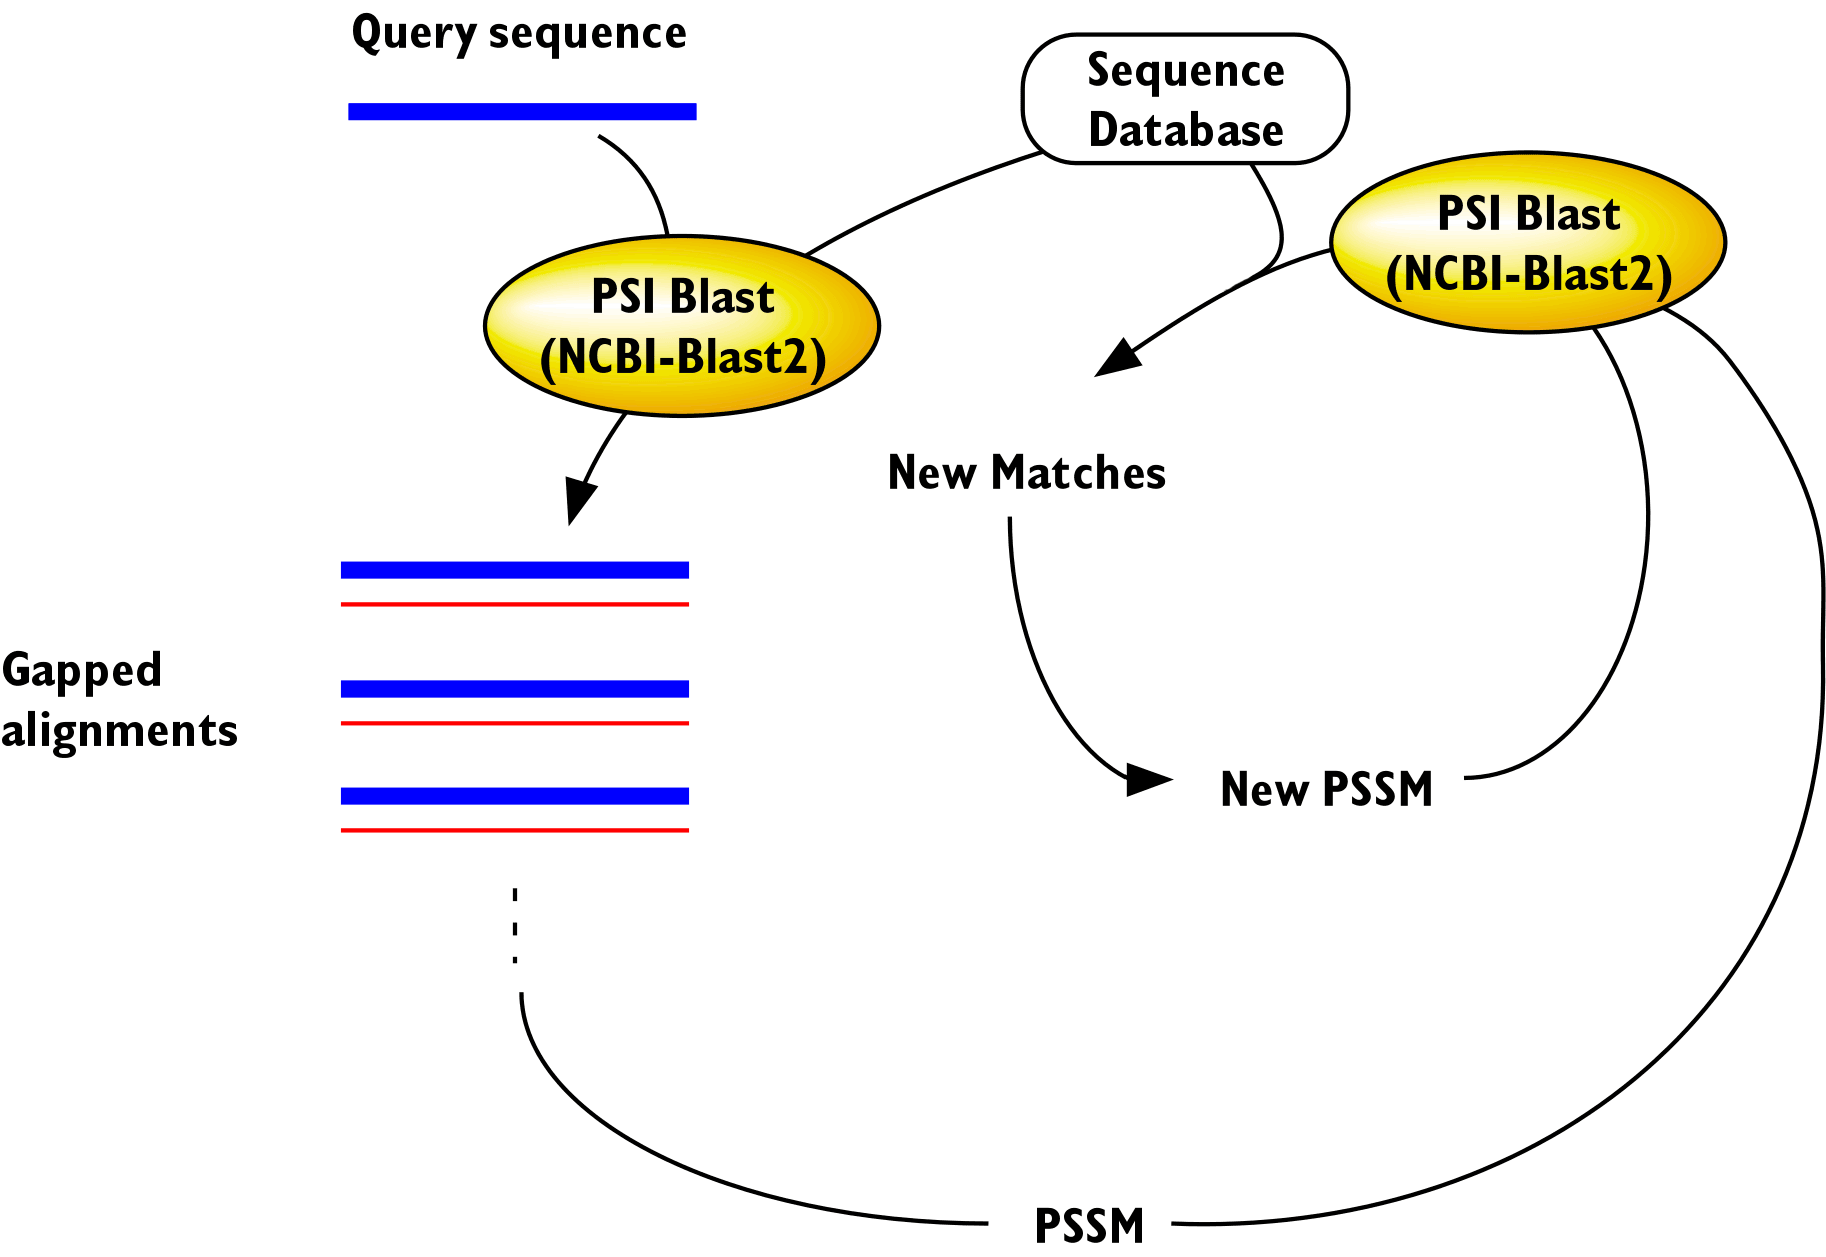 Query sequence
Sequence
Database
PSI Blast
(NCBI-Blast2)
PSI Blast
(NCBI-Blast2)
New Matches
Gapped
alignments
New PSSM
PSSM